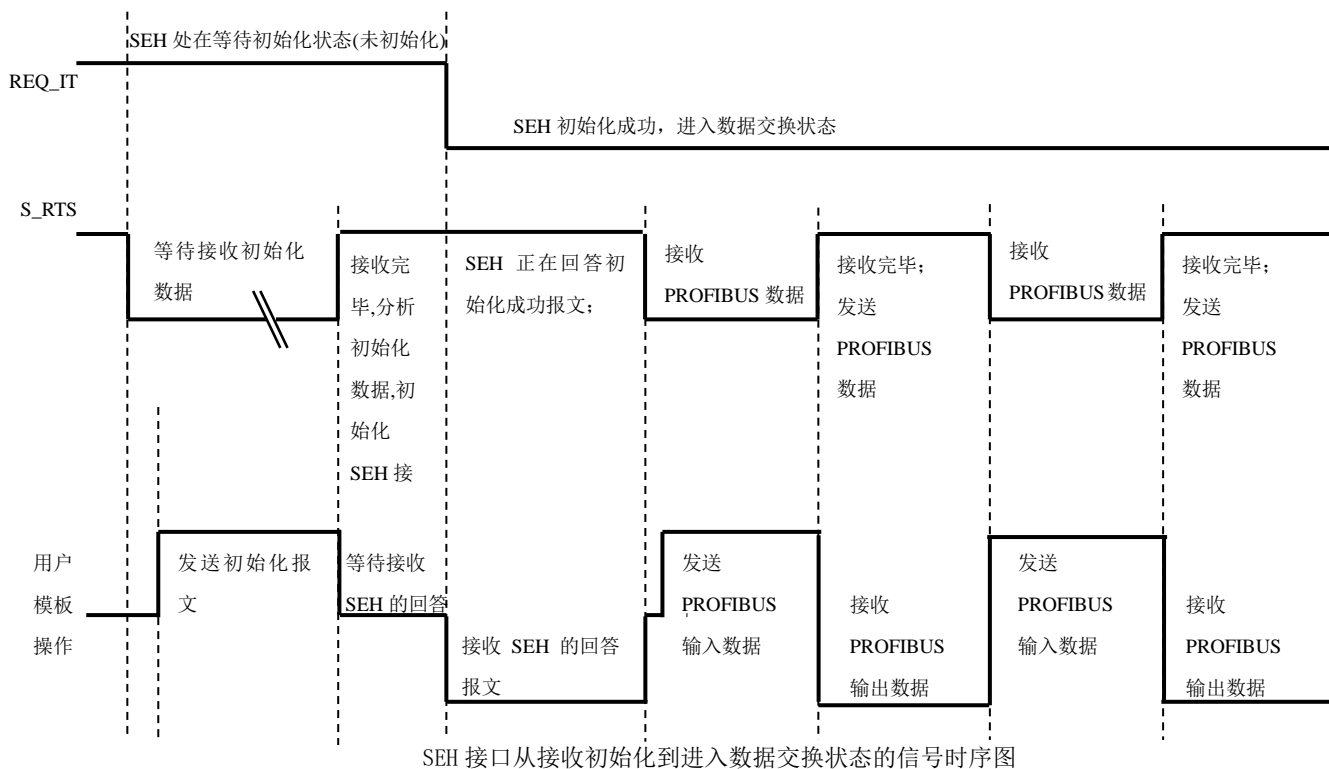 SEH 处在等待初始化状态(未初始化)
REQ_IT
SEH 初始化成功，进入数据交换状态
S_RTS
等待接收初始化
数据
接收完
毕,分析
初始化
数据,初
始化
SEH 接
SEH 正在回答初
始化成功报文；
接收
PROFIBUS 数据
接收完毕；
发送
PROFIBUS
数据
接收
PROFIBUS 数据
接收完毕；
发送
PROFIBUS
数据
用户
模板
操作
发送初始化报
文
等待接收
SEH 的回答
接收 SEH 的回答
报文
发送
PROFIBUS
输入数据
接收
PROFIBUS
输出数据
发送
PROFIBUS
输入数据
接收
PROFIBUS
输出数据
SEH 接口从接收初始化到进入数据交换状态的信号时序图